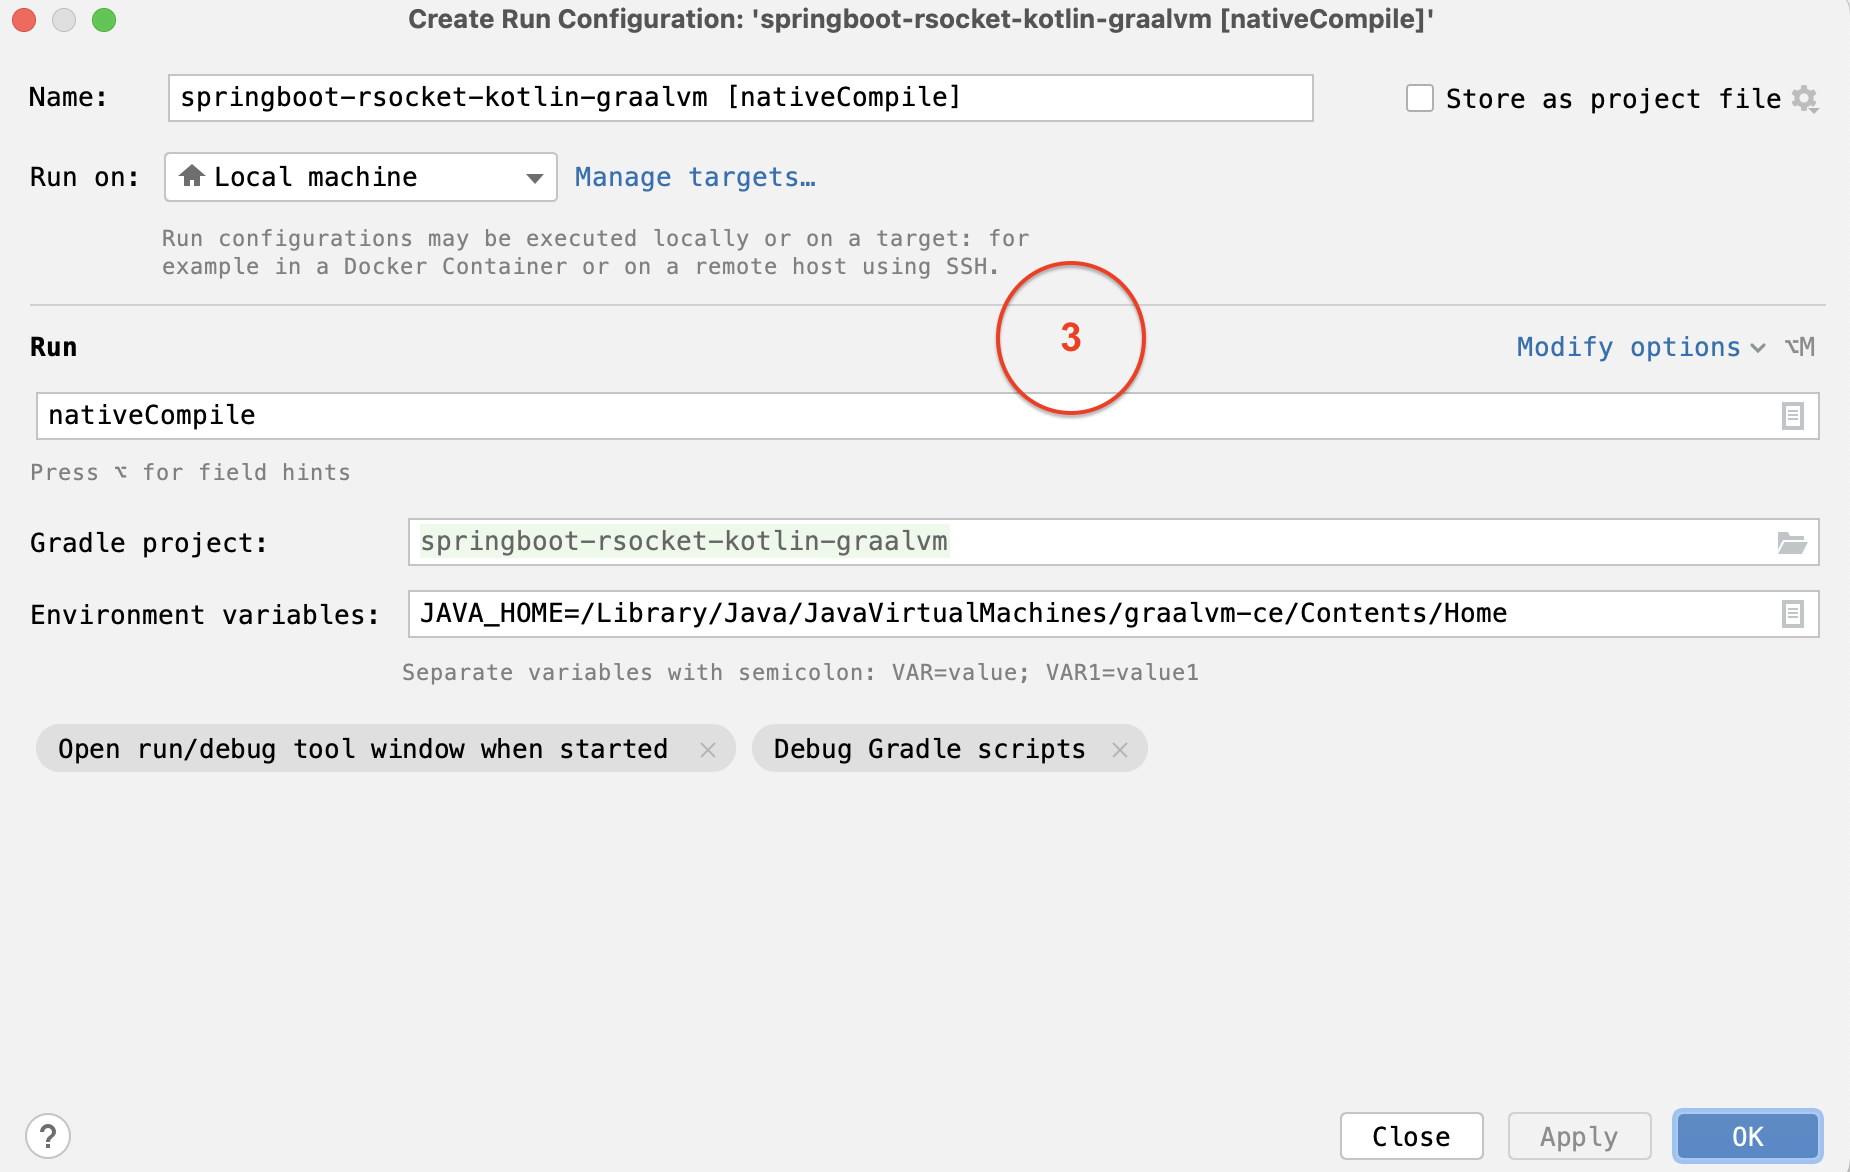 Create Run Configuration: 'springboot-rsocket-kotlin-graalvm [nativeCompile]'
Name: springboot-rsocket-kotlin-graalvm [nativeCompile] Store as project file
Run on: Local machine Manage targets…
Run configurations may be executed locally or on a target: for
example in a Docker Container or on a remote host using SSH.
3
Run Modify options ⌥M
nativeCompile
Press ⌥ for field hints
Gradle project: springboot-rsocket-kotlin-graalvm
Environment variables: JAVA_HOME=/Library/Java/JavaVirtualMachines/graalvm-ce/Contents/Home
Separate variables with semicolon: VAR=value; VAR1=value1
Open run/debug tool window when started × Debug Gradle scripts ×
? Close Apply OK